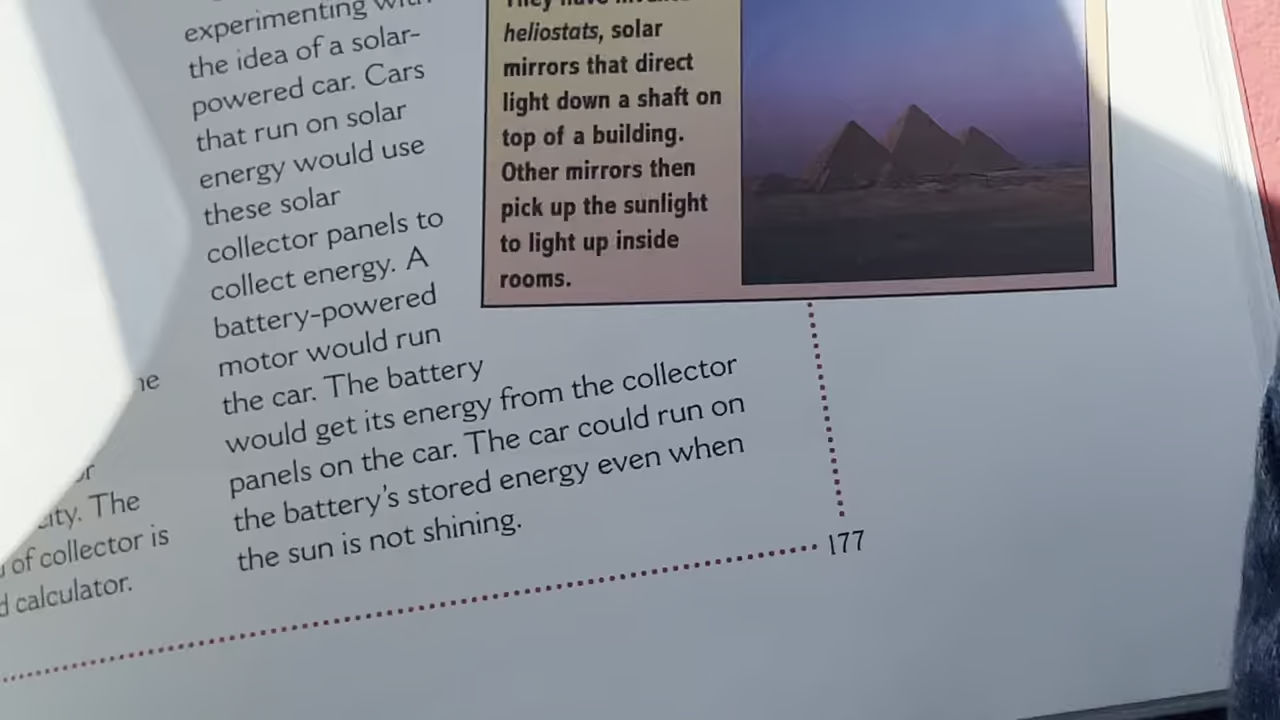 experimenting with
the idea of a solar-
powered car. Cars
that run on solar
energy would use
these solar
collector panels to
collect energy. A
battery-powered
motor would run
the car. The battery
would get its energy from the collector
panels on the car. The car could run on
the battery's stored energy even when
the sun is not shining.
They have
heliostats, solar
mirrors that direct
light down a shaft on
top of a building.
Other mirrors then
pick up the sunlight
to light up inside
rooms.
The
of collector is
calculator.
177